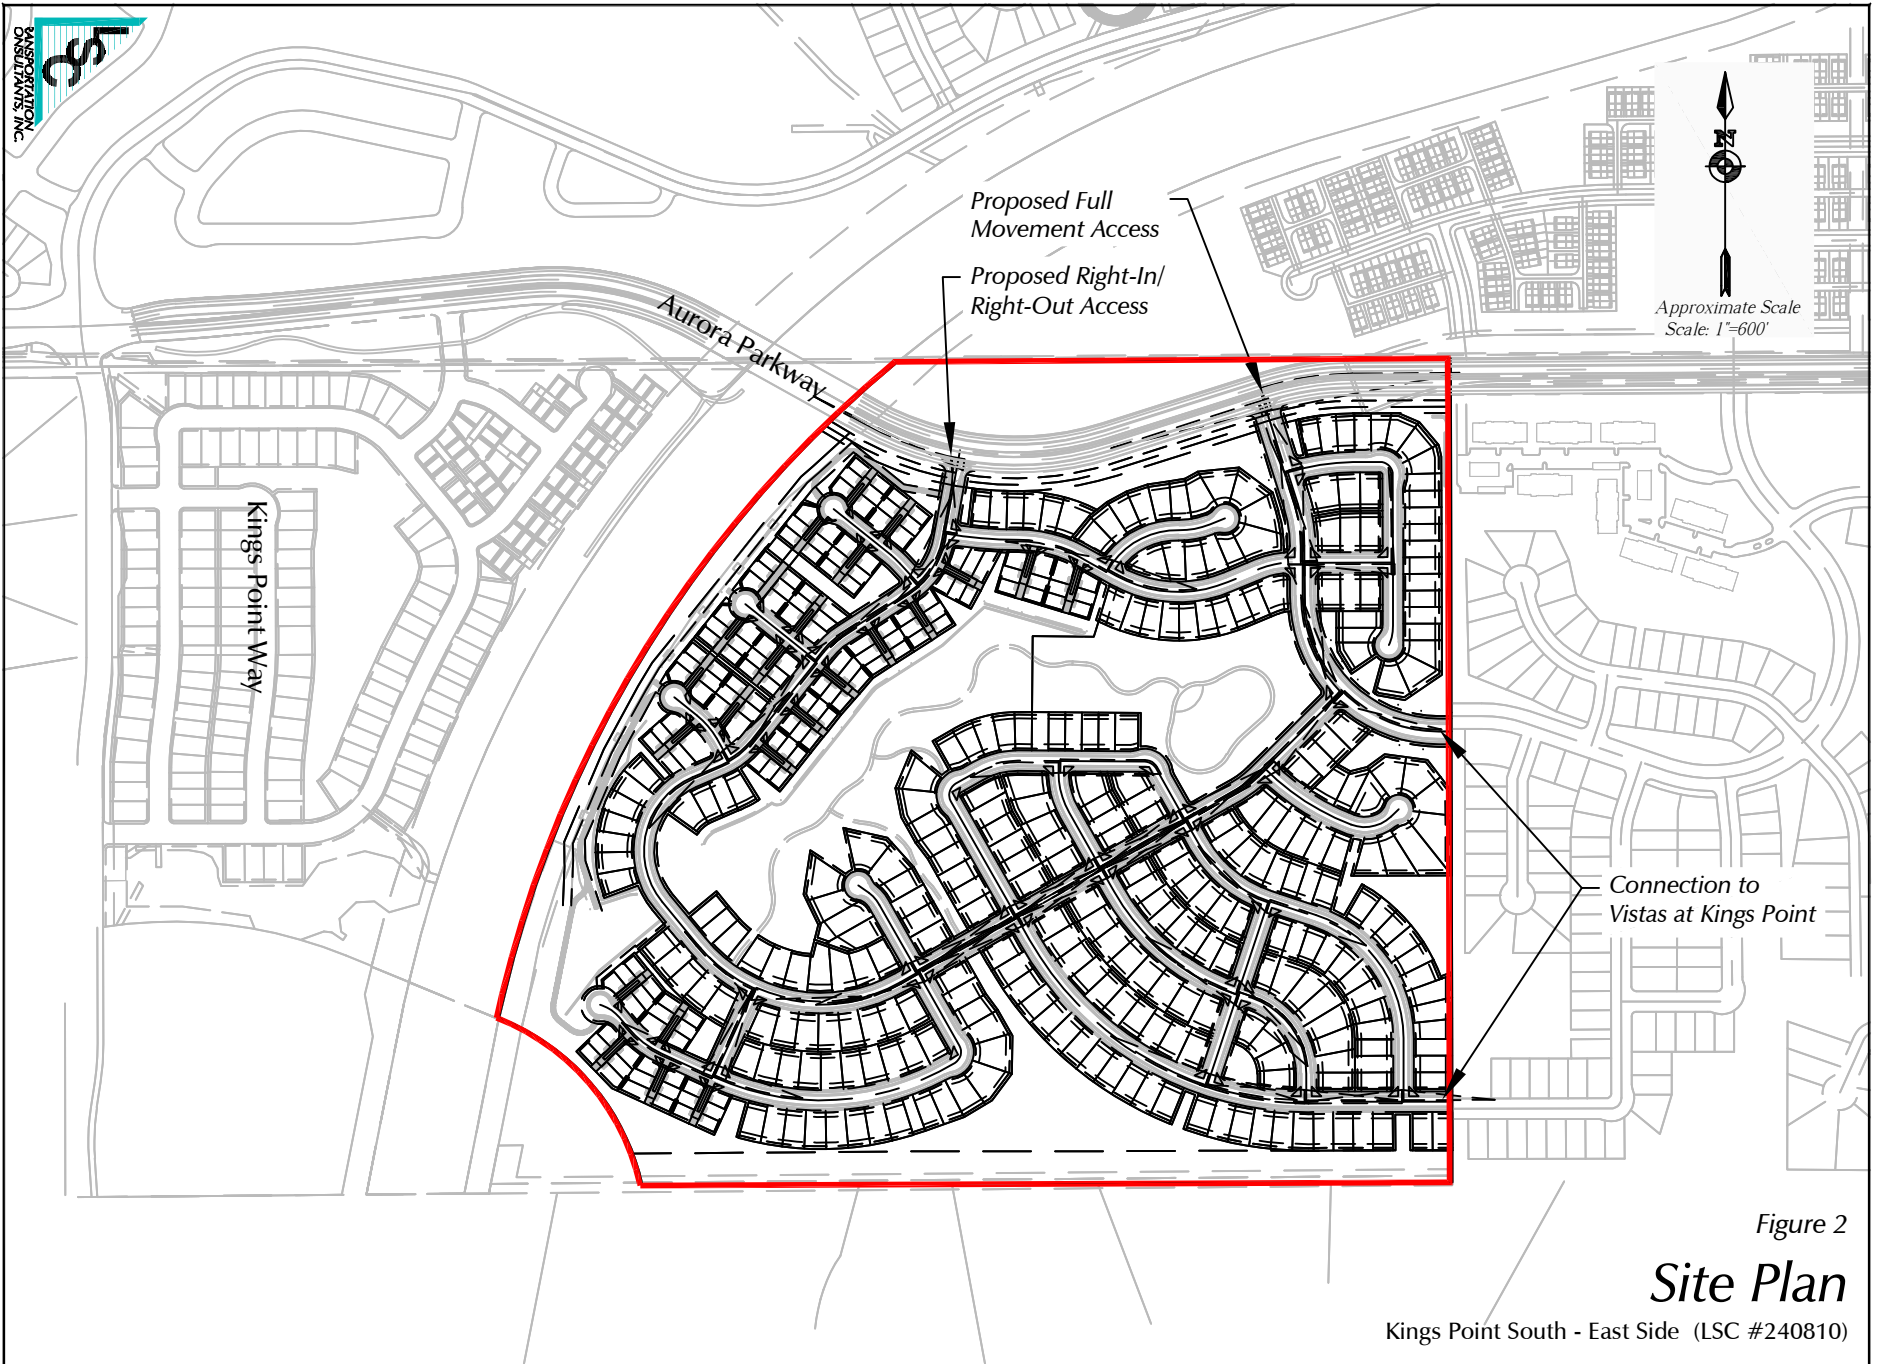 LSC
TRANSPORTATION
CONSULTANTS, INC.
Proposed Full
Movement Access
Proposed Right-In/
Right-Out Access
N
Approximate Scale
Scale: 1"=600'
Aurora Parkway
Kings Point Way
Connection to
Vistas at Kings Point
Figure 2
Site Plan
Kings Point South - East Side (LSC #240810)